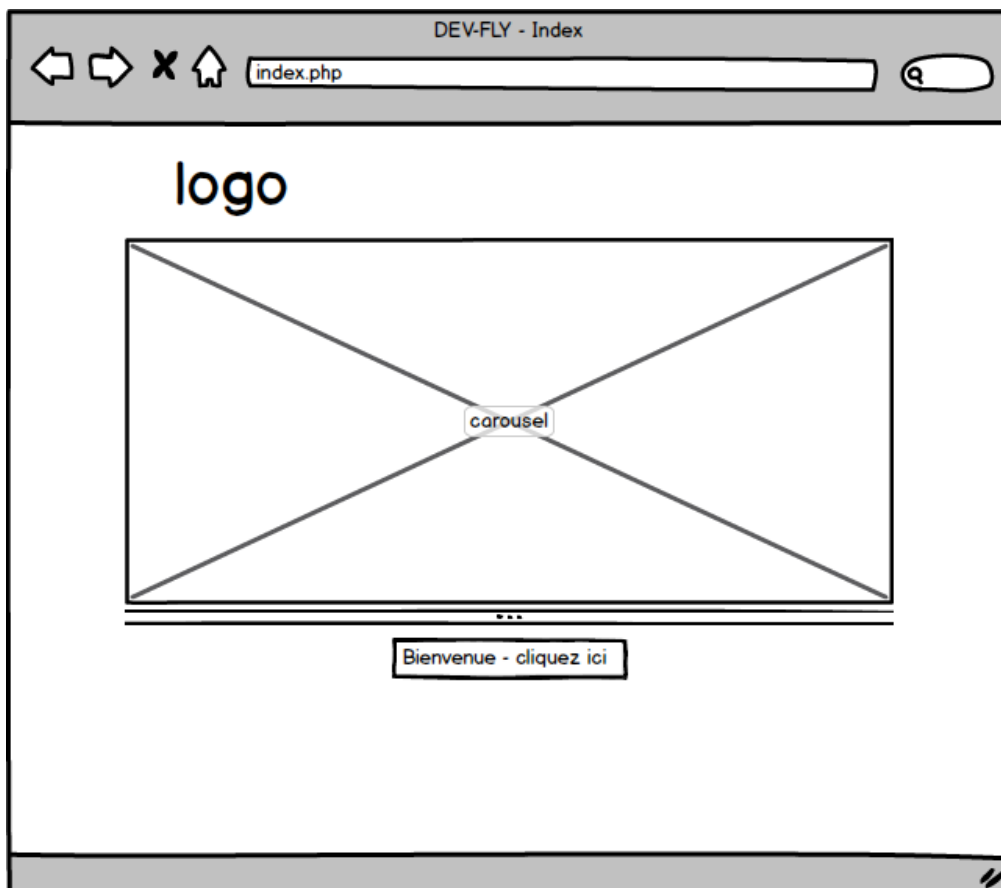 DEV-FLY - Index
index.php
logo
carousel
Bienvenue - cliquez ici